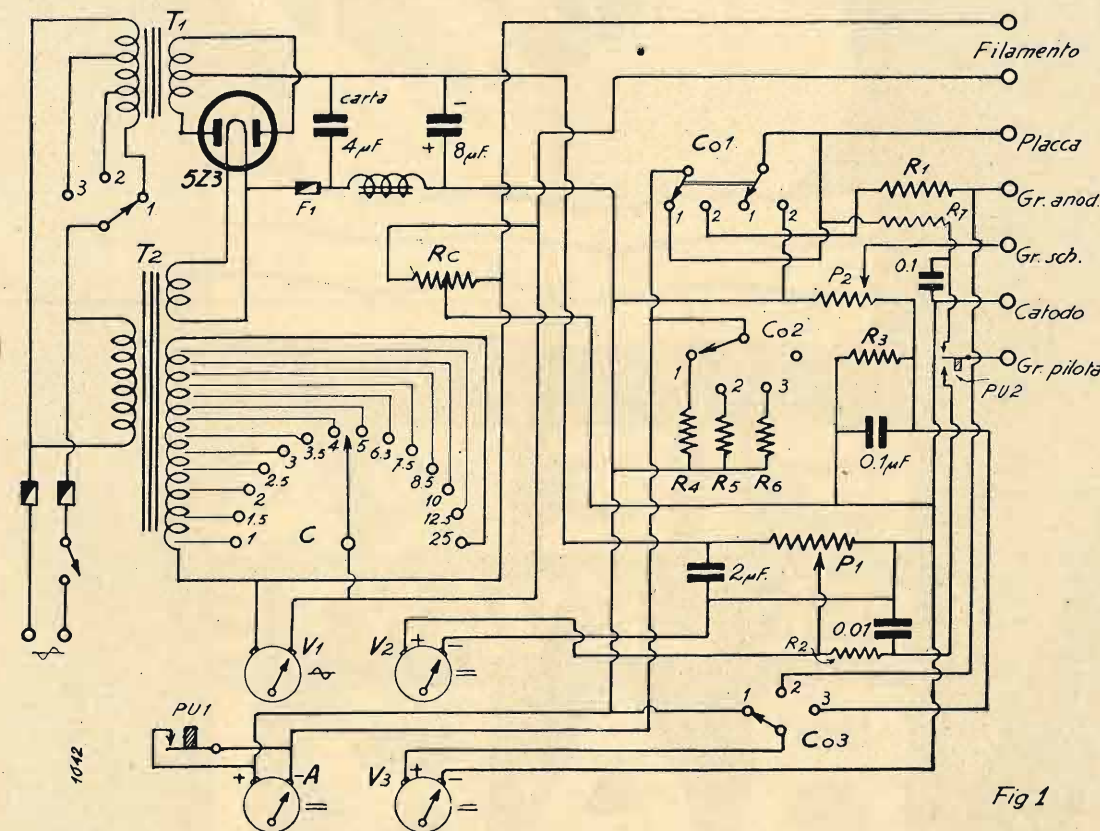 T1
Filamento
carta
4µF
−
+
8µF.
Co1
Placca
3
2
1
5Z3
F1
R1
1
2
1
2
R7
Gr. anod.
T2
Rc
0.1
Gr. sch.
P2
Catodo
Co2
R3
Gr. pilota
1
2
3
PU2
4
5
3,5
6.3
3
7.5
2.5
8.5
2
10
1.5
12.5
1
C
25
0.1µF
R4
R5
R6
2µF.
P1
V1
V2
+
−
R2
0.01
2
1
3
Co3
PU1
1042
+
−A
V3
+
−
Fig 1